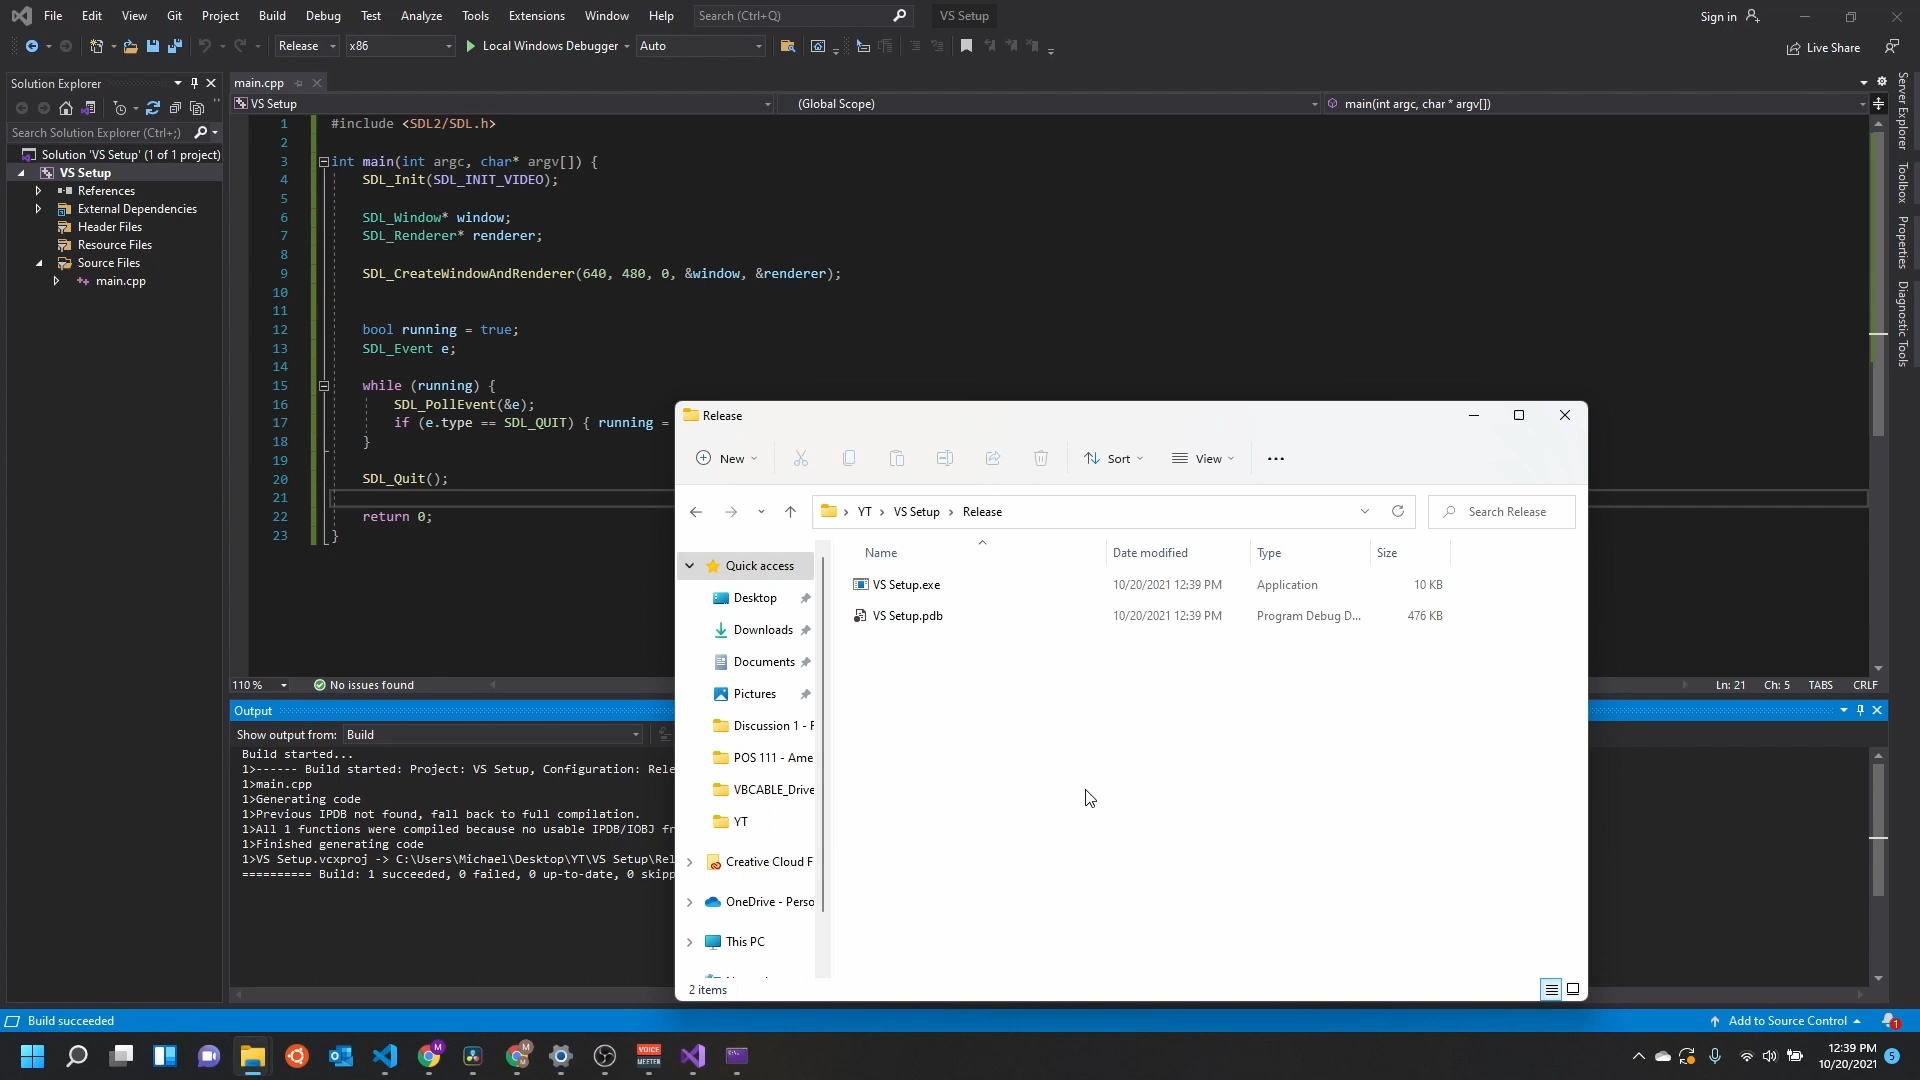 File Edit View Git Project Build Debug Test Analyze Tools Extensions Window Help Search (Ctrl+Q) VS Setup Sign in
Release x86 Local Windows Debugger Auto Live Share
Solution Explorer
Search Solution Explorer (Ctrl+;)
Solution 'VS Setup' (1 of 1 project)
VS Setup
References
External Dependencies
Header Files
Resource Files
Source Files
main.cpp
main.cpp
VS Setup (Global Scope) main(int argc, char * argv[])
1 #include <SDL2/SDL.h>
2
3 int main(int argc, char* argv[]) {
4 SDL_Init(SDL_INIT_VIDEO);
5
6 SDL_Window* window;
7 SDL_Renderer* renderer;
8
9 SDL_CreateWindowAndRenderer(640, 480, 0, &window, &renderer);
10
11
12 bool running = true;
13 SDL_Event e;
14
15 while (running) {
16 SDL_PollEvent(&e);
17 if (e.type == SDL_QUIT) { running =
18 }
19
20 SDL_Quit();
21
22 return 0;
23 }
110 % No issues found Ln: 21 Ch: 5 TABS CRLF
Server Explorer
Toolbox
Properties
Diagnostic Tools
Output
Show output from: Build
Build started...
1>------ Build started: Project: VS Setup, Configuration: Rele
1>main.cpp
1>Generating code
1>Previous IPDB not found, fall back to full compilation.
1>All 1 functions were compiled because no usable IPDB/IOBJ fr
1>Finished generating code
1>VS Setup.vcxproj -> C:\Users\Michael\Desktop\YT\VS Setup\Rel
========== Build: 1 succeeded, 0 failed, 0 up-to-date, 0 skipp
Release
New Sort View
YT VS Setup Release Search Release
Quick access
Desktop
Downloads
Documents
Pictures
Discussion 1 - F
POS 111 - Ame
VBCABLE_Drive
YT
Creative Cloud F
OneDrive - Perso
This PC
Name Date modified Type Size
VS Setup.exe 10/20/2021 12:39 PM Application 10 KB
VS Setup.pdb 10/20/2021 12:39 PM Program Debug D... 476 KB
2 items
Build succeeded Add to Source Control 1
M
M
VOICE
MEETER
12:39 PM
10/20/2021
5